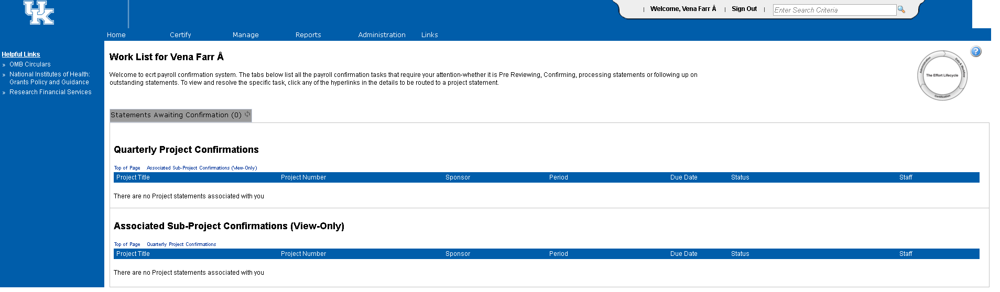 UK
| Welcome, Vena Farr Â | Sign Out | Enter Search Criteria
Home Certify Manage Reports Administration Links
Helpful Links
» OMB Circulars
» National Institutes of Health:
Grants Policy and Guidance
» Research Financial Services
Work List for Vena Farr Â
Welcome to ecrt payroll confirmation system. The tabs below list all the payroll confirmation tasks that require your attention-whether it is Pre Reviewing, Confirming, processing statements or following up on
outstanding statements. To view and resolve the specific task, click any of the hyperlinks in the details to be routed to a project statement.
?
Administration
Data & Workflow
The Effort Lifecycle
Certification
Statements Awaiting Confirmation (0)
Quarterly Project Confirmations
Top of Page Associated Sub-Project Confirmations (View-Only)
Project Title Project Number Sponsor Period Due Date Status Staff
There are no Project statements associated with you
Associated Sub-Project Confirmations (View-Only)
Top of Page Quarterly Project Confirmations
Project Title Project Number Sponsor Period Due Date Status Staff
There are no Project statements associated with you